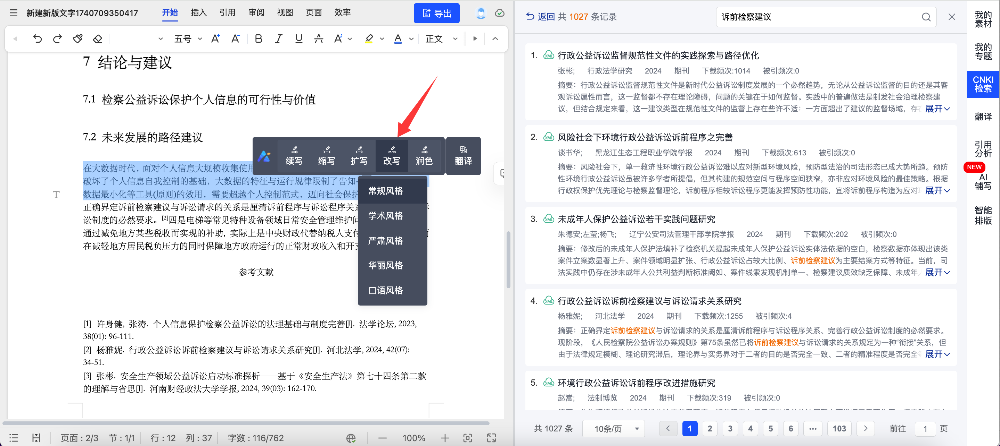 新建新版文字1740709350417
开始 插入 引用 审阅 视图 页面 效率
导出
五号
正文
7 结论与建议
7.1 检察公益诉讼保护个人信息的可行性与价值
7.2 未来发展的路径建议
续写 缩写 扩写 改写 润色 翻译
常规风格
学术风格
严肃风格
华丽风格
口语风格
在大数据时代, 面对个人信息大规模收集使用
破坏了个人信息自我控制的基础，大数据的特征与运行规律限制了告知-
数据最小化等工具(原则)的效用，需要超越个人控制范式，迈向社会保护
正确界定诉前检察建议与诉讼请求的关系是厘清诉前程序与诉讼程序关系
讼制度的必然要求。[2]四是电梯等常见特种设备领域日常安全管理维护问
通过减免地方某些税收而实现的补助, 实际上是中央财政代替纳税人支付
在减轻地方居民税负压力的同时保障地方政府运行的正常财政收入和开支
参考文献
[1] 许身健, 张涛. 个人信息保护检察公益诉讼的法理基础与制度完善[J]. 法学论坛, 2023,
38(01): 96-111.
[2] 杨雅妮. 行政公益诉讼诉前检察建议与诉讼请求关系研究[J]. 河北法学, 2024, 42(07):
34-51.
[3] 张彬. 安全生产领域公益诉讼启动标准探析——基于《安全生产法》第七十四条第二款
的理解与省思[J]. 河南财经政法大学学报, 2024, 39(03): 162-170.
页面：2/3 节：1/1 行：12 列：37 字数：116/762 100%
返回 共 1027 条记录
诉前检察建议
1. XML 行政公益诉讼监督规范性文件的实践探索与路径优化
张彬; 行政法学研究 2024 期刊 下载频次:1014 被引频次:0
摘要：行政公益诉讼监督规范性文件是新时代公益诉讼制度发展的一个必然趋势，无论从公益诉讼监督的目的还是其客
观诉讼属性而言，这一监督都不存在理论障碍，问题的关键在于如何监督。实践中的普遍做法是制发社会治理检察建
议，但结合规定来看，这一建议类型在规范性文件的监督上存在些许不适：一方面超出了建议的监督场域，存 展开
2. XML 风险社会下环境行政公益诉讼诉前程序之完善
谈书华; 黑龙江生态工程职业学院学报 2024 期刊 下载频次:613 被引频次:0
摘要：风险社会下，单一救济性环境行政公益诉讼难以应对新型环境风险，预防型法治的司法形态已成大势所趋。预防
性环境行政公益诉讼虽被许多学者所提倡，但其构建的规范空间与程序空间狭窄，亦非应对环境风险的最佳策略。根据
行政权保护优先理论与检察监督理论，诉前程序相较诉讼程序更能发挥预防性功能，宜将诉前程序构造为应对 展开
3. XML 未成年人保护公益诉讼若干实践问题研究
朱德安;左莹;杨飞; 辽宁公安司法管理干部学院学报 2024 期刊 下载频次:202 被引频次:0
摘要：修改后的未成年人保护法填补了检察机关提起未成年人保护公益诉讼实体法依据的空白，检察数据亦体现出该类
案件立案数显著上升、案件领域明显扩张、行政公益诉讼占较大比例、诉前检察建议为主要结案方式等特征。当前，司
法实践中仍存在涉未成年人公共利益判断标准阙如、案件线索发现机制单一、检察建议质效缺乏保障、未成年 展开
4. XML 行政公益诉讼诉前检察建议与诉讼请求关系研究
杨雅妮; 河北法学 2024 期刊 下载频次:1255 被引频次:4
摘要：正确界定诉前检察建议与诉讼请求的关系是厘清诉前程序与诉讼程序关系、完善行政公益诉讼制度的必然要求。
现阶段，《人民检察院公益诉讼办案规则》第75条虽然已将诉前检察建议与诉讼请求的关系规定为一种“衔接”关系，但
由于法律规定模糊、理论研究滞后，理论界与实务界对于二者的目的是否完全一致、二者的精准程度是否完全 展开
5. XML 环境行政公益诉讼诉前程序改进措施研究
赵嵩; 法制博览 2024 期刊 下载频次:319 被引频次:0
共 1027 条 10条/页 1 2 3 4 5 6 ... 103 前往 1 页
我的
素材
我的
专题
CNKI
检索
翻译
引用
分析
NEW
AI
辅写
智能
排版